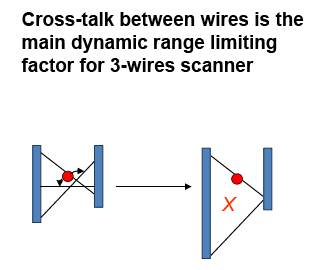 Cross-talk between wires is the
main dynamic range limiting
factor for 3-wires scanner
X